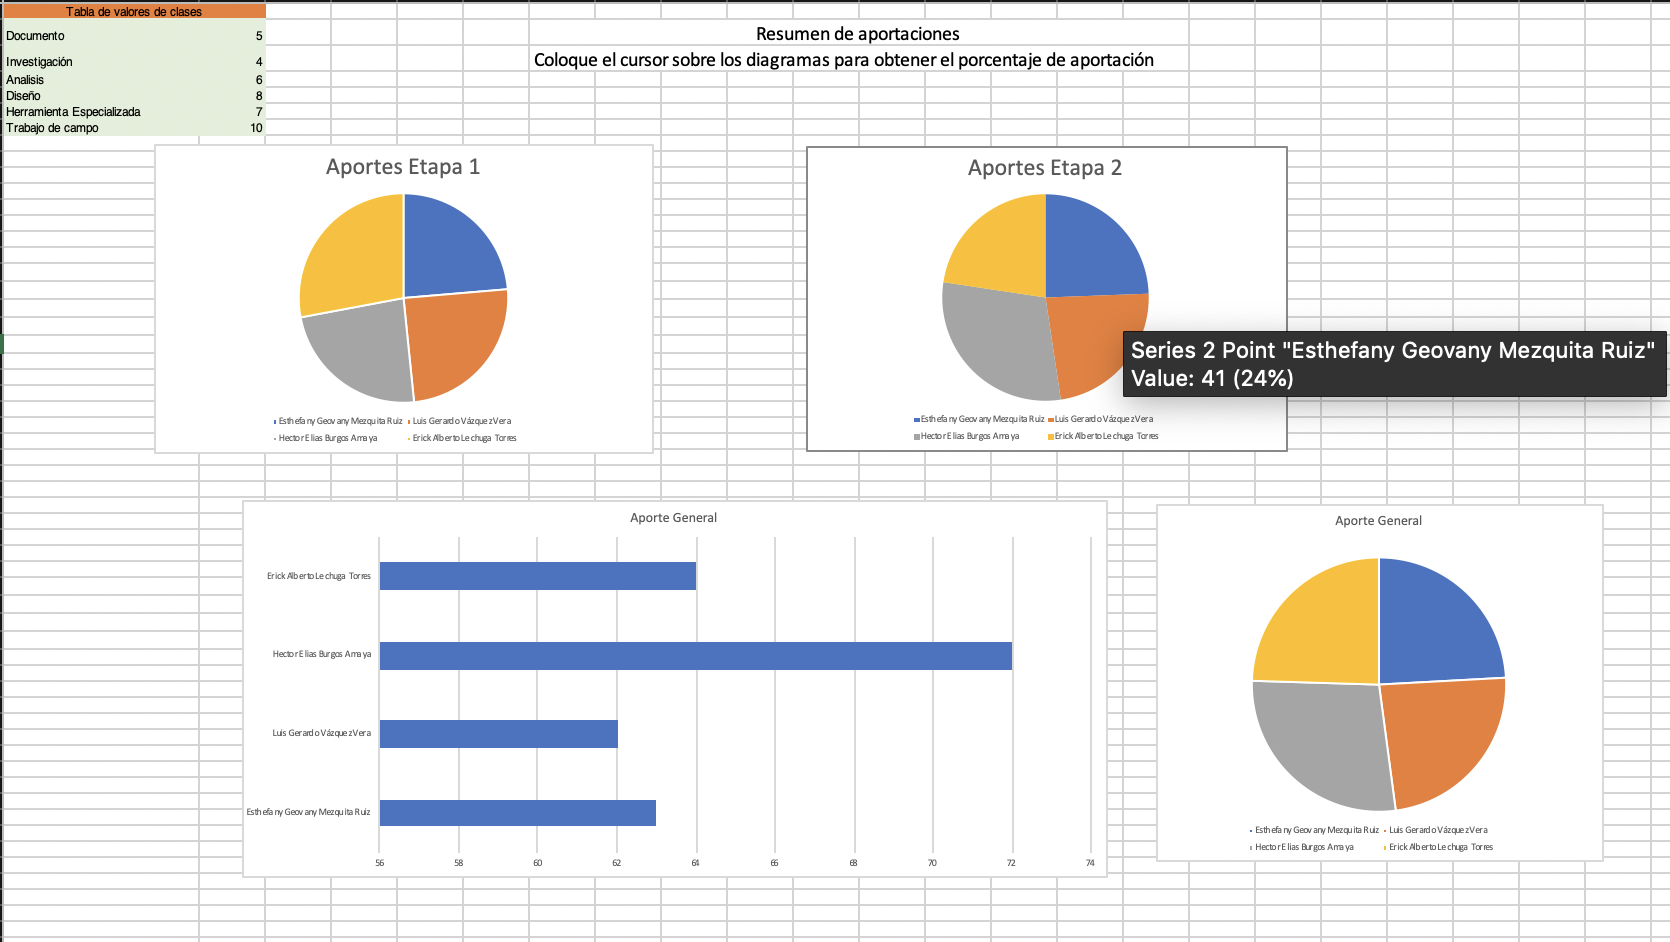 Tabla de valores de clases
Documento 5
Investigación 4
Analisis 6
Diseño 8
Herramienta Especializada 7
Trabajo de campo 10
Resumen de aportaciones
Coloque el cursor sobre los diagramas para obtener el porcentaje de aportación
Aportes Etapa 1
Esthefany Geovany Mezquita Ruiz Luis Gerardo Vázquez Vera
Hector Elias Burgos Amaya Erick Alberto Lechuga Torres
Aportes Etapa 2
Series 2 Point "Esthefany Geovany Mezquita Ruiz"
Value: 41 (24%)
Esthefany Geovany Mezquita Ruiz Luis Gerardo Vázquez Vera
Hector Elias Burgos Amaya Erick Alberto Lechuga Torres
Aporte General
Erick Alberto Lechuga Torres
Hector Elias Burgos Amaya
Luis Gerardo Vázquez Vera
Esthefany Geovany Mezquita Ruiz
56 58 60 62 64 66 68 70 72 74
Aporte General
Esthefany Geovany Mezquita Ruiz Luis Gerardo Vázquez Vera
Hector Elias Burgos Amaya Erick Alberto Lechuga Torres